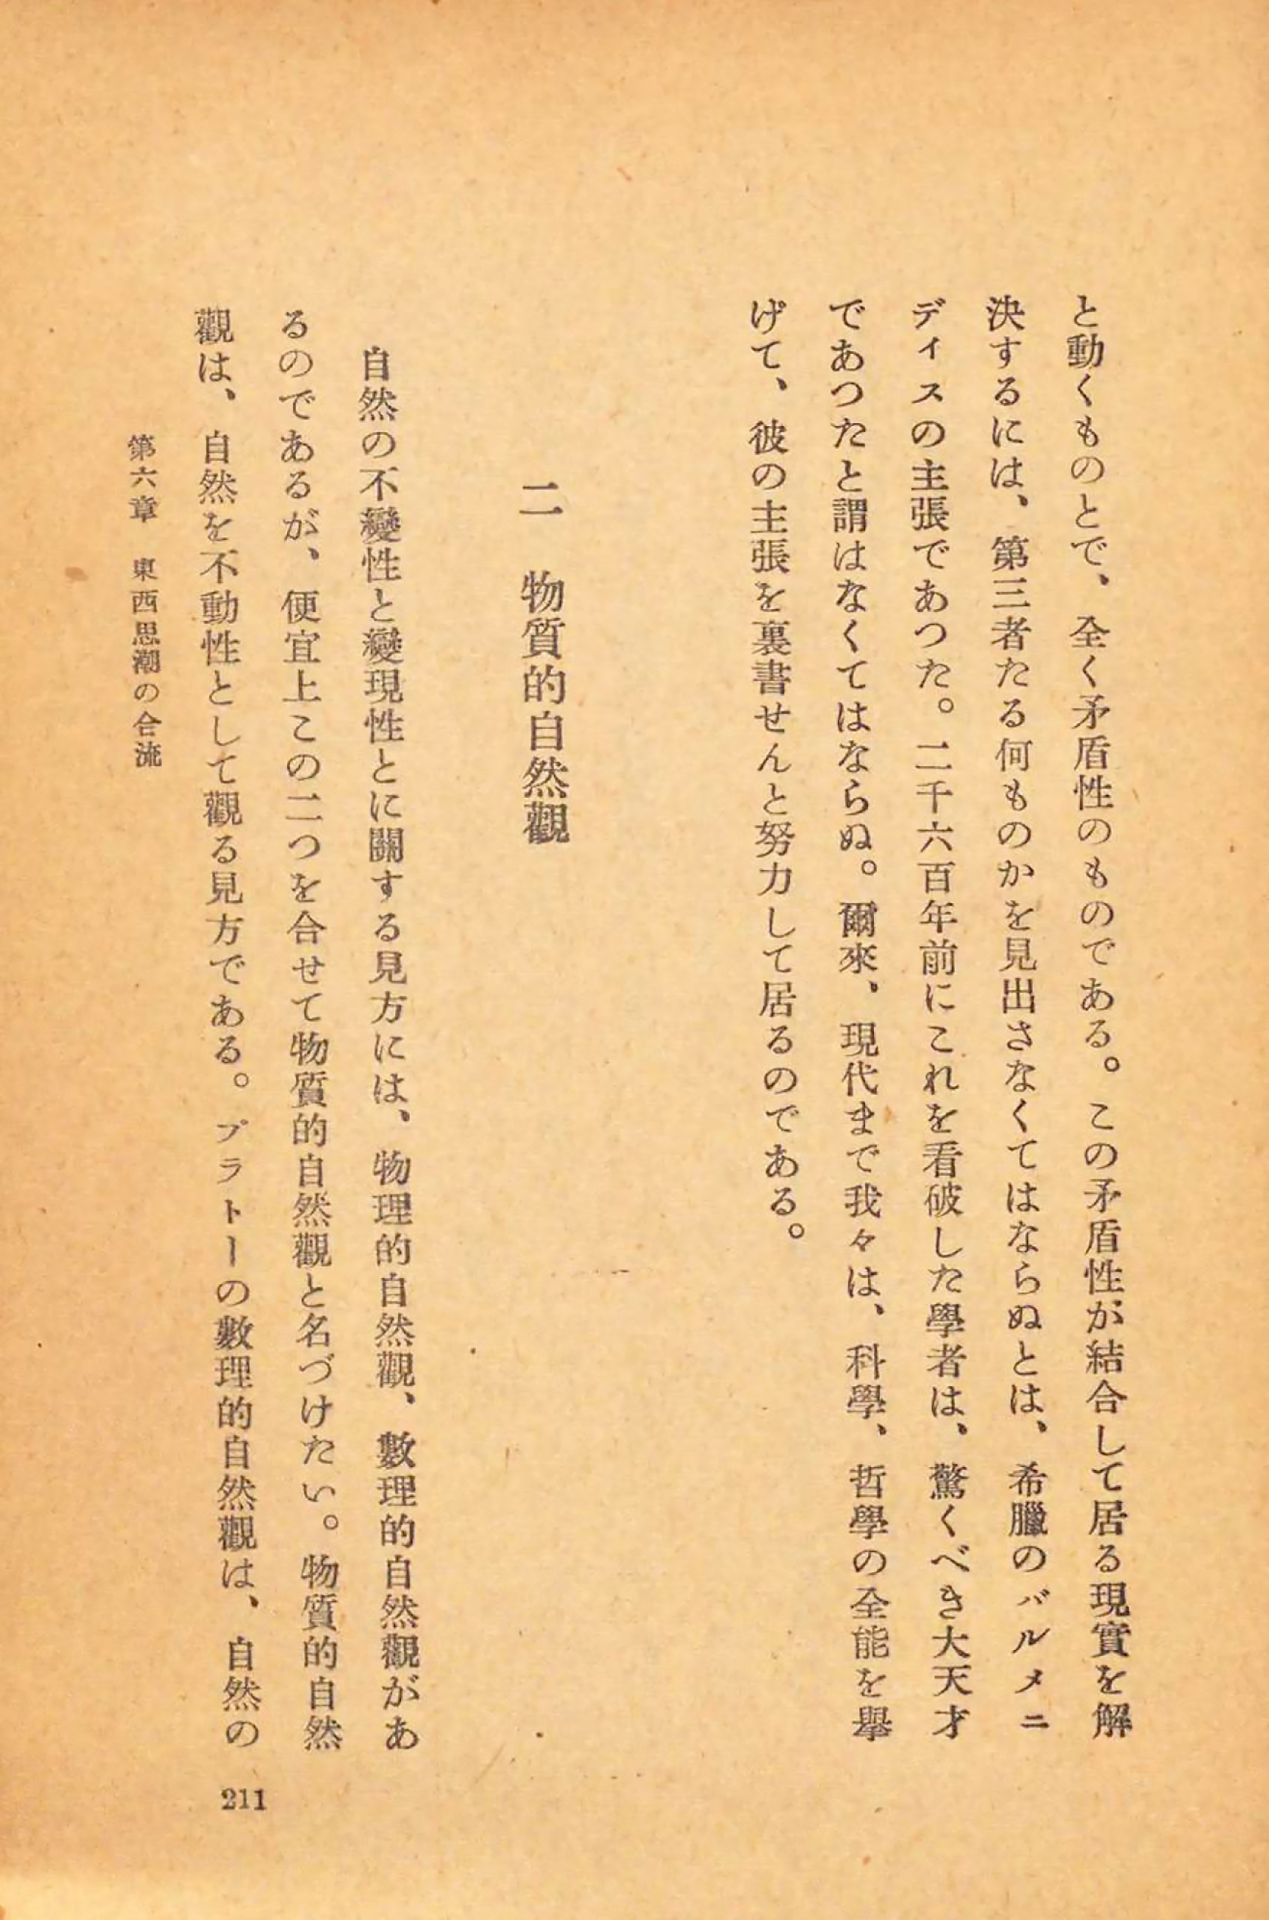 と動くものとで、全く矛盾性のものである。この矛盾性が結合して居る現實を解
決するには、第三者たる何ものかを見出さなくてはならぬとは、希臘のパルメニ
ディスの主張であつた。二千六百年前にこれを看破した學者は、驚くべき大天才
であつたと謂はなくてはならぬ。爾來、現代まで我々は、科學、哲學の全能を擧
げて、彼の主張を裏書せんと努力して居るのである。
二　物質的自然觀
自然の不變性と變現性とに關する見方には、物理的自然觀、數理的自然觀があ
るのであるが、便宜上この二つを合せて物質的自然觀と名づけたい。物質的自然
觀は、自然を不動性として觀る見方である。プラトーの數理的自然觀は、自然の
第六章　東西思潮の合流
211